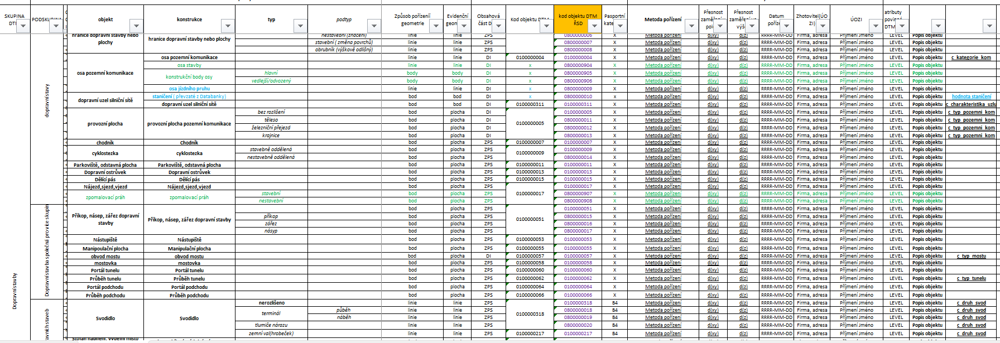 SKUPINA DTM PODSKUPINA objekt konstrukce typ podtyp Způsob pořízení geometrie Evidenční geom Obsahová část D Kod objektu DTM kod objektu DTM ŘSD Pasportní kate Metoda pořízení Přesnost zaměření pol Přesnost zaměření výš Datum poříze Zhotovitel(ÚOZI) ÚOZI atributy povinn DTM
hranice dopravní stavby nebo plochy hranice dopravní stavby nebo plochy nestavební (značení) linie linie ZPS 0800000006 X Metoda pořízení d(xy) d(z) RRRR-MM-DD Firma, adresa Příjmení Jméno LEVEL Popis objektu
stavební ( změna povrchů) linie linie ZPS 0800000007 X Metoda pořízení d(xy) d(z) RRRR-MM-DD Firma, adresa Příjmení Jméno LEVEL Popis objektu
obrubník (výškově odlišný) linie linie ZPS 0800000008 X Metoda pořízení d(xy) d(z) RRRR-MM-DD Firma, adresa Příjmení Jméno LEVEL Popis objektu
dopravní stavby
osa pozemní komunikace osa pozemní komunikace linie linie DI 0100000004 0100000004 X Metoda pořízení d(xy) d(z) RRRR-MM-DD Firma, adresa Příjmení Jméno LEVEL Popis objektu c_kategorie_kom
osa stavby linie linie DI x 0800000904 X Metoda pořízení d(xy) d(z) RRRR-MM-DD Firma, adresa Příjmení Jméno LEVEL Popis objektu
konstrukční body osy hlavní body body DI x 0800000905 X Metoda pořízení d(xy) d(z) RRRR-MM-DD Firma, adresa Příjmení Jméno LEVEL Popis objektu
vedlejší/odvozený body body DI x 0800000906 X Metoda pořízení d(xy) d(z) RRRR-MM-DD Firma, adresa Příjmení Jméno LEVEL Popis objektu
osa jízdního pruhu linie linie DI x 0800000009 X Metoda pořízení d(xy) d(z) RRRR-MM-DD Firma, adresa Příjmení Jméno LEVEL Popis objektu
dopravní uzel silniční sítě staničení ( převzaté z Databanky) bod bod DI x 0800000010 x Metoda pořízení d(xy) d(z) RRRR-MM-DD Firma, adresa Příjmení Jméno LEVEL Popis objektu hodnota staničení
dopravní uzel silniční sítě bod bod DI 0100000311 0100000311 X Metoda pořízení d(xy) d(z) RRRR-MM-DD Firma, adresa Příjmení Jméno LEVEL Popis objektu c_charakteristika_uzlu
provozní plocha provozní plocha pozemní komunikace bez rozlišení bod plocha DI 0100000005 0100000005 X Metoda pořízení d(xy) d(z) RRRR-MM-DD Firma, adresa Příjmení Jméno LEVEL Popis objektu c_typ_pozemni_kom
těleso bod plocha DI 0800000011 X Metoda pořízení d(xy) d(z) RRRR-MM-DD Firma, adresa Příjmení Jméno LEVEL Popis objektu c_typ_pozemni_kom
železniční přejezd bod plocha DI 0800000012 X Metoda pořízení d(xy) d(z) RRRR-MM-DD Firma, adresa Příjmení Jméno LEVEL Popis objektu c_typ_pozemni_kom
krajnice bod plocha DI 0800000013 X Metoda pořízení d(xy) d(z) RRRR-MM-DD Firma, adresa Příjmení Jméno LEVEL Popis objektu c_typ_pozemni_kom
chodník Chodník bod plocha ZPS 0100000007 0100000007 X Metoda pořízení d(xy) d(z) RRRR-MM-DD Firma, adresa Příjmení Jméno LEVEL Popis objektu
cyklostezka cyklostezka stavebně oddělená bod plocha ZPS 0100000009 0100000009 X Metoda pořízení d(xy) d(z) RRRR-MM-DD Firma, adresa Příjmení Jméno LEVEL Popis objektu
nestavebně oddělená bod plocha ZPS 0800000014 X Metoda pořízení d(xy) d(z) RRRR-MM-DD Firma, adresa Příjmení Jméno LEVEL Popis objektu
Parkoviště, odstavná plocha Parkoviště, odstavná plocha bod plocha ZPS 0100000011 0100000011 X Metoda pořízení d(xy) d(z) RRRR-MM-DD Firma, adresa Příjmení Jméno LEVEL Popis objektu
Dopravní ostrůvek Dopravní ostrůvek bod plocha ZPS 0100000013 0100000013 X Metoda pořízení d(xy) d(z) RRRR-MM-DD Firma, adresa Příjmení Jméno LEVEL Popis objektu
Dělící pás Dělící pás bod plocha ZPS 0100000015 0100000015 X Metoda pořízení d(xy) d(z) RRRR-MM-DD Firma, adresa Příjmení Jméno LEVEL Popis objektu
Nájezd,sjezd,vjezd Nájezd,sjezd,vjezd bod plocha ZPS 0100000017 0100000017 X Metoda pořízení d(xy) d(z) RRRR-MM-DD Firma, adresa Příjmení Jméno LEVEL Popis objektu
zpomalovací práh zpomalovací práh stavební bod plocha ZPS 0800000907 X Metoda pořízení d(xy) d(z) RRRR-MM-DD Firma, adresa Příjmení Jméno LEVEL Popis objektu
nestavební bod plocha ZPS 0800000908 X Metoda pořízení d(xy) d(z) RRRR-MM-DD Firma, adresa Příjmení Jméno LEVEL Popis objektu
Dopravní stavby
Dopravní stavba společná pro více skupin
Příkop, násep, zářez dopravní stavby Příkop, násep, zářez dopravní stavby bod plocha ZPS 0100000051 0100000051 X Metoda pořízení d(xy) d(z) RRRR-MM-DD Firma, adresa Příjmení Jméno LEVEL Popis objektu
příkop bod plocha ZPS 0800000015 X Metoda pořízení d(xy) d(z) RRRR-MM-DD Firma, adresa Příjmení Jméno LEVEL Popis objektu
zářez bod plocha ZPS 0800000016 X Metoda pořízení d(xy) d(z) RRRR-MM-DD Firma, adresa Příjmení Jméno LEVEL Popis objektu
násyp bod plocha ZPS 0800000017 X Metoda pořízení d(xy) d(z) RRRR-MM-DD Firma, adresa Příjmení Jméno LEVEL Popis objektu
Nástupiště Nástupiště bod plocha ZPS 0100000053 0100000053 X Metoda pořízení d(xy) d(z) RRRR-MM-DD Firma, adresa Příjmení Jméno LEVEL Popis objektu
Manipoulační plocha Manipulační plocha bod plocha ZPS 0100000055 0100000055 X Metoda pořízení d(xy) d(z) RRRR-MM-DD Firma, adresa Příjmení Jméno LEVEL Popis objektu
obvod mostu obvod mostu bod plocha DI 0100000057 0100000057 X Metoda pořízení d(xy) d(z) RRRR-MM-DD Firma, adresa Příjmení Jméno LEVEL Popis objektu c_typ_mostu
mostovka mostovka bod plocha ZPS 0100000058 0100000058 X Metoda pořízení d(xy) d(z) RRRR-MM-DD Firma, adresa Příjmení Jméno LEVEL Popis objektu
Portál tunelu Portál tunelu bod plocha ZPS 0100000060 0100000060 X Metoda pořízení d(xy) d(z) RRRR-MM-DD Firma, adresa Příjmení Jméno LEVEL Popis objektu
Průběh tunelu Průběh tunelu bod plocha ZPS 0100000062 0100000062 X Metoda pořízení d(xy) d(z) RRRR-MM-DD Firma, adresa Příjmení Jméno LEVEL Popis objektu c_typ_tunelu
Portál podchodu Portál podchodu bod plocha ZPS 0100000064 0100000064 X Metoda pořízení d(xy) d(z) RRRR-MM-DD Firma, adresa Příjmení Jméno LEVEL Popis objektu
Průběh podchodu Průběh podchodu bod plocha ZPS 0100000066 0100000066 X Metoda pořízení d(xy) d(z) RRRR-MM-DD Firma, adresa Příjmení Jméno LEVEL Popis objektu
Svodidlo Svodidlo nerozlišeno linie linie ZPS 0100000318 0100000318 B4 Metoda pořízení d(xy) d(z) RRRR-MM-DD Firma, adresa Příjmení Jméno LEVEL Popis objektu c_druh_svod
terminál půběh linie linie ZPS 0800000018 B4 Metoda pořízení d(xy) d(z) RRRR-MM-DD Firma, adresa Příjmení Jméno LEVEL Popis objektu c_druh_svod
náběh linie linie ZPS 0800000019 B4 Metoda pořízení d(xy) d(z) RRRR-MM-DD Firma, adresa Příjmení Jméno LEVEL Popis objektu c_druh_svod
tlumiče nárazu linie linie ZPS 0800000020 B4 Metoda pořízení d(xy) d(z) RRRR-MM-DD Firma, adresa Příjmení Jméno LEVEL Popis objektu c_druh_svod
zemní val(hrobeček) linie linie ZPS 0100000217 0100000217 B4 Metoda pořízení d(xy) d(z) RRRR-MM-DD Firma, adresa Příjmení Jméno LEVEL Popis objektu c_druh_svod